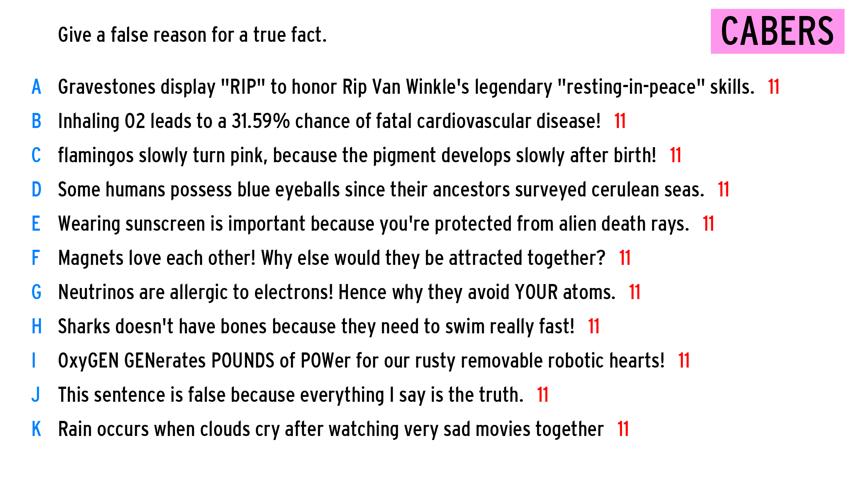 Give a false reason for a true fact.
CABERS
A Gravestones display "RIP" to honor Rip Van Winkle's legendary "resting-in-peace" skills. 11
B Inhaling O2 leads to a 31.59% chance of fatal cardiovascular disease! 11
C flamingos slowly turn pink, because the pigment develops slowly after birth! 11
D Some humans possess blue eyeballs since their ancestors surveyed cerulean seas. 11
E Wearing sunscreen is important because you're protected from alien death rays. 11
F Magnets love each other! Why else would they be attracted together? 11
G Neutrinos are allergic to electrons! Hence why they avoid YOUR atoms. 11
H Sharks doesn't have bones because they need to swim really fast! 11
I OxyGEN GENerates POUNDS of POWer for our rusty removable robotic hearts! 11
J This sentence is false because everything I say is the truth. 11
K Rain occurs when clouds cry after watching very sad movies together 11